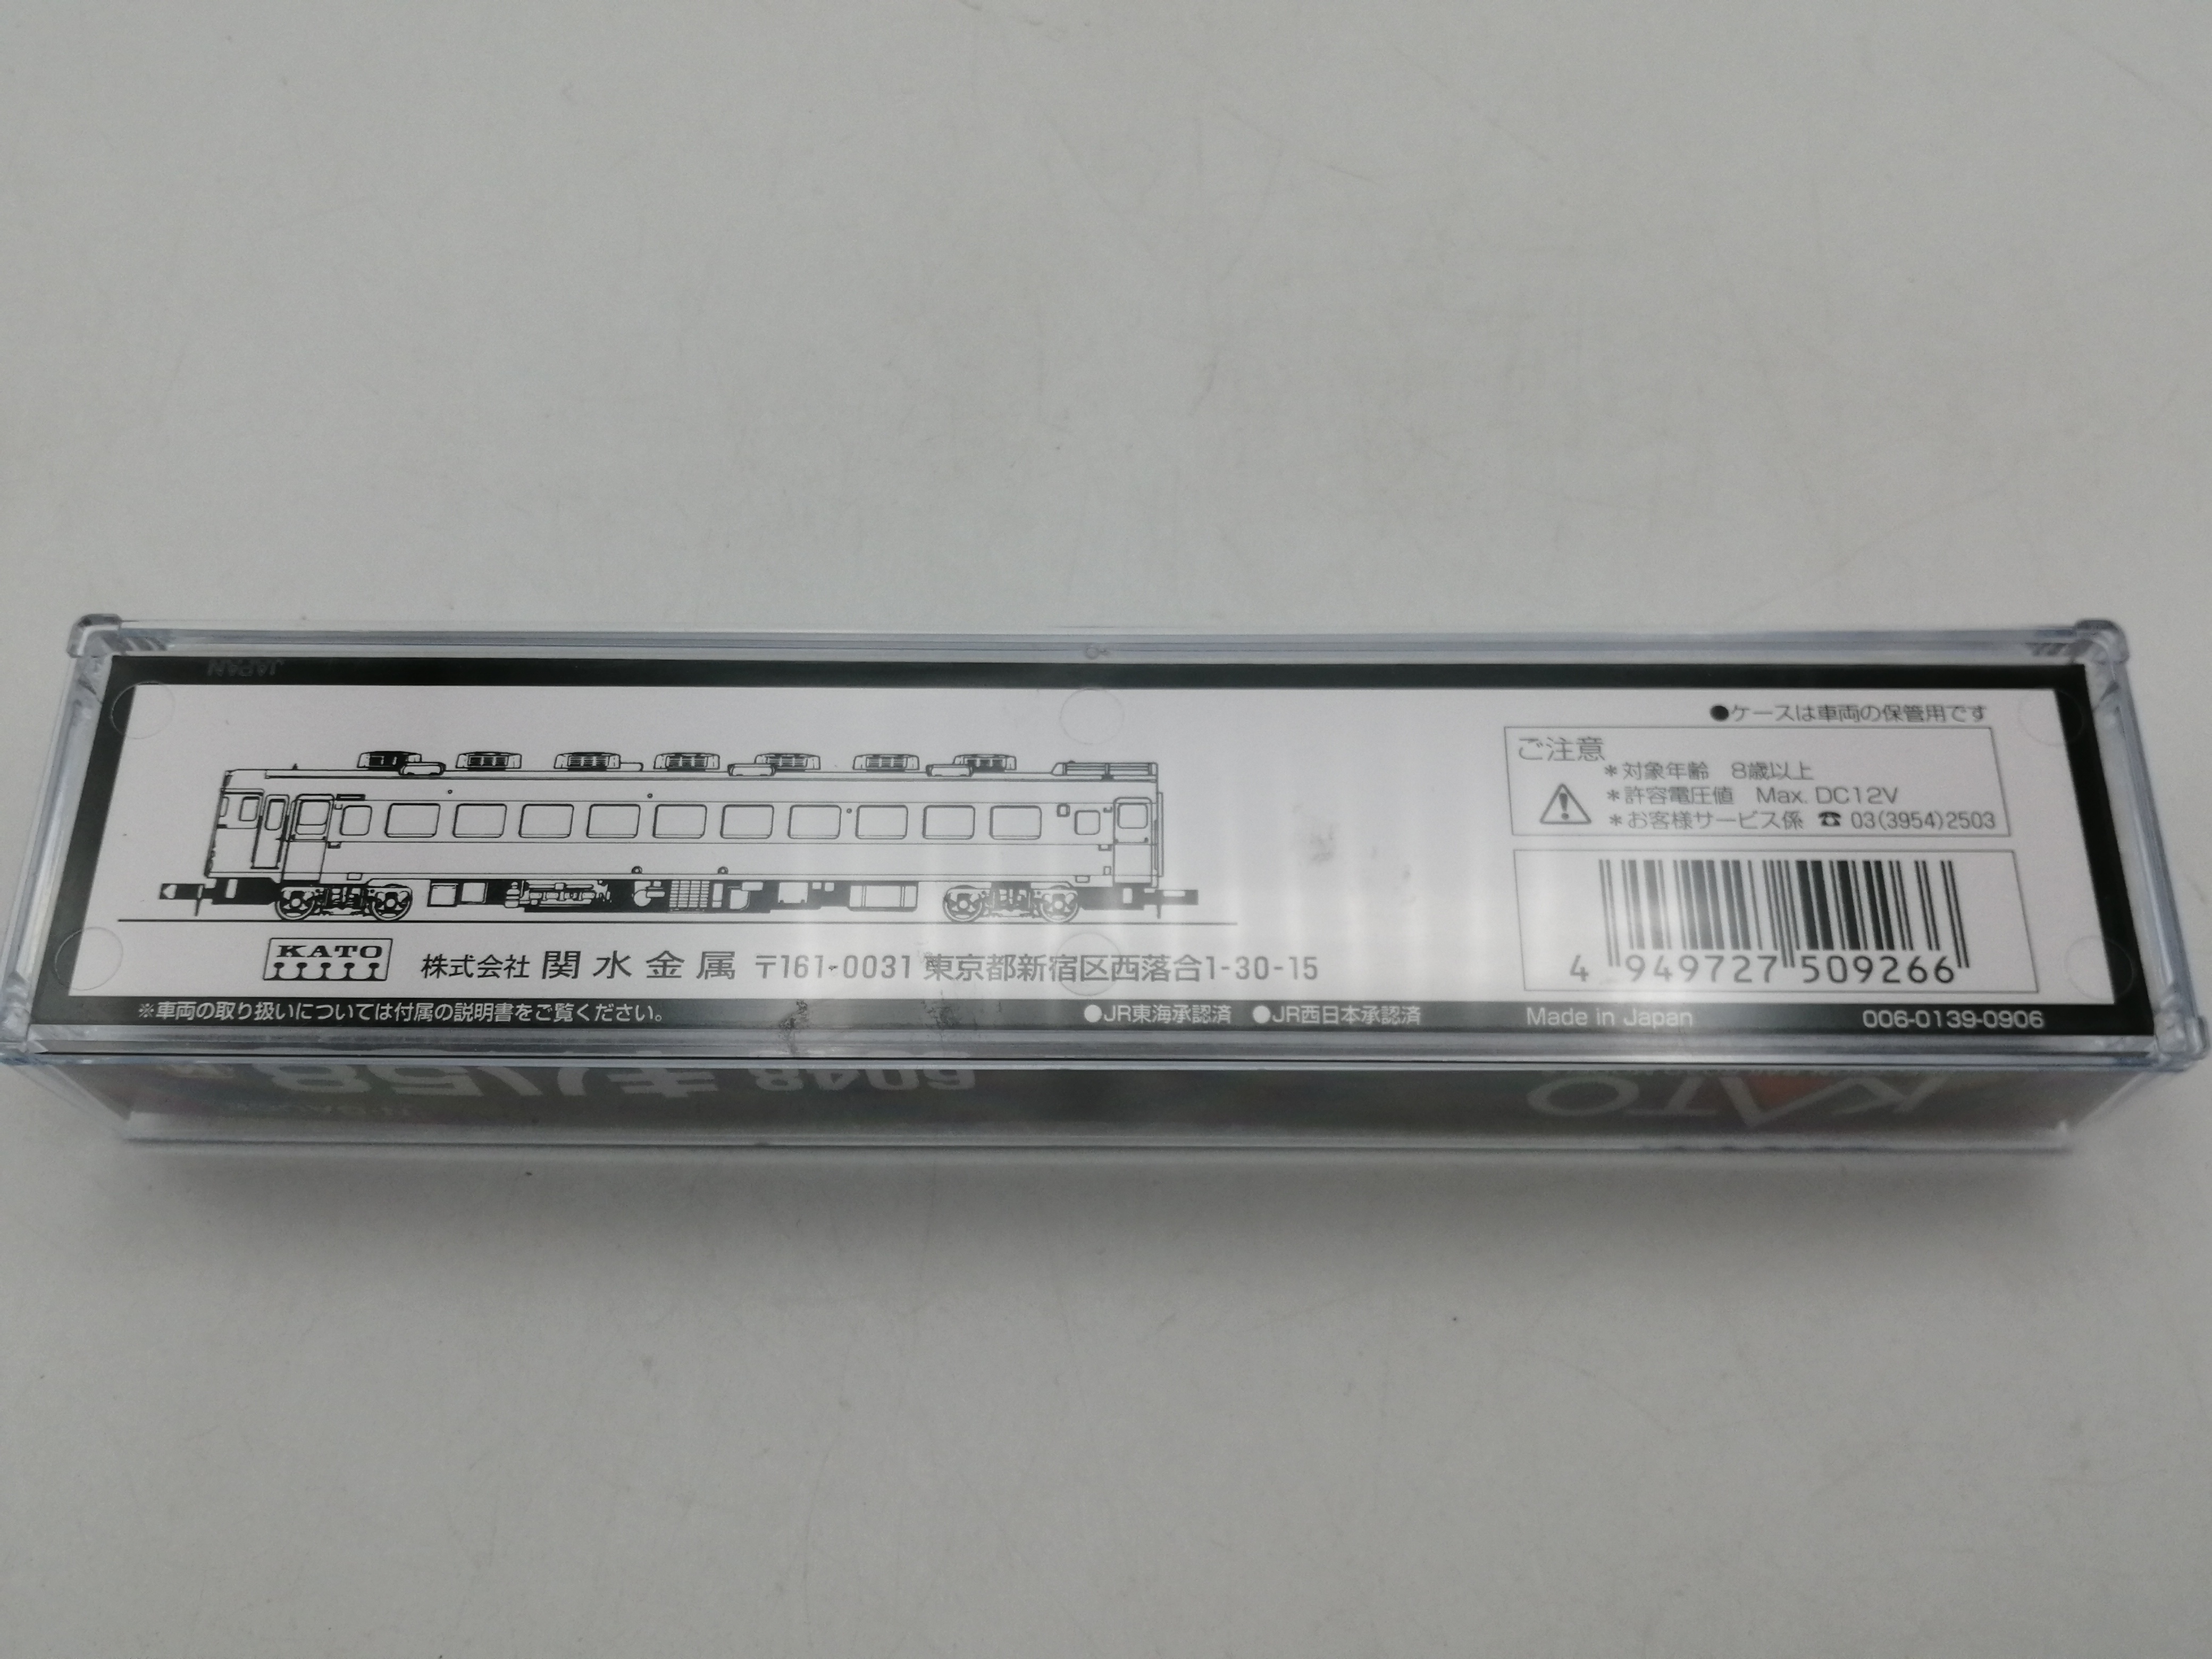 JAPAN
●ケースは車両の保管用です
ご注意
＊対象年齢 8歳以上
＊許容電圧値 Max. DC12V
＊お客様サービス係 ☎ 03(3954)2503
4 949727 509266
KATO 株式会社 関水金属 〒161-0031 東京都新宿区西落合1-30-15
※車両の取り扱いについては付属の説明書をご覧ください。 ●JR東海承認済 ●JR西日本承認済 Made in Japan 006-0139-0906
KATO